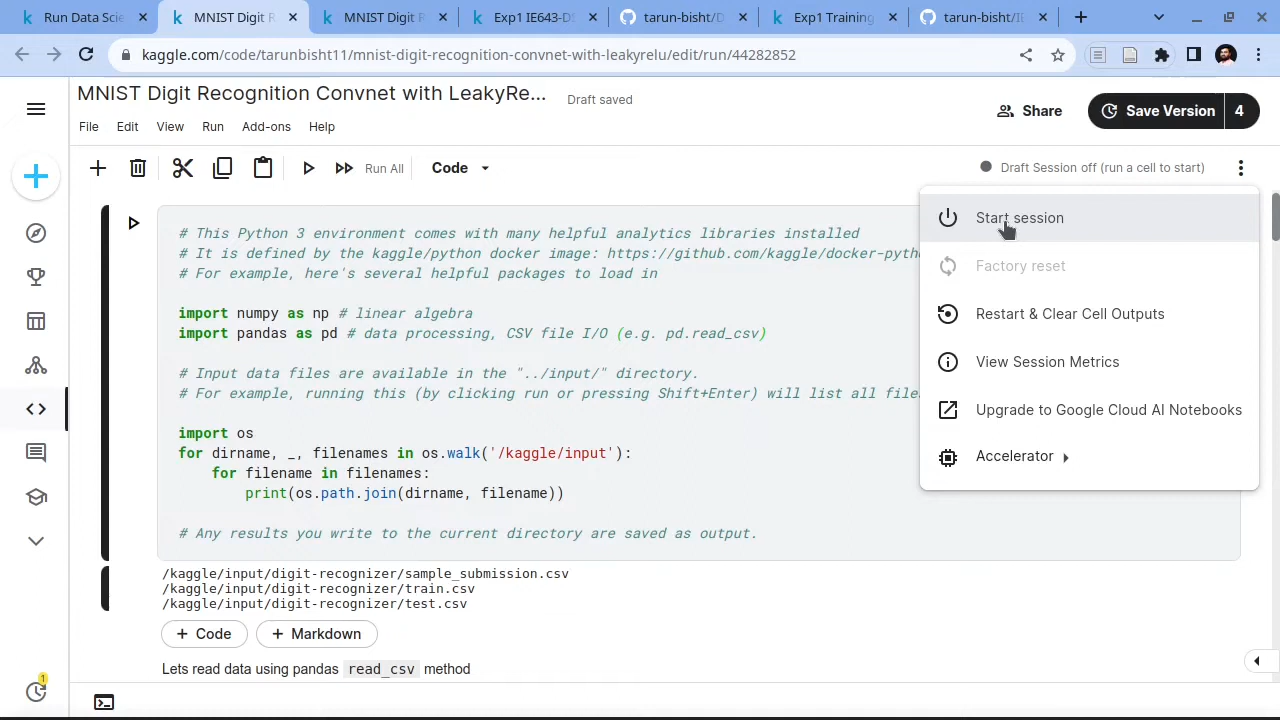 Run Data Scie
MNIST Digit R
MNIST Digit R
Exp1 IE643-D
tarun-bisht/D
Exp1 Training
tarun-bisht/I
kaggle.com/code/tarunbisht11/mnist-digit-recognition-convnet-with-leakyrelu/edit/run/44282852
MNIST Digit Recognition Convnet with LeakyRe...
Draft saved
Share
Save Version
4
File Edit View Run Add-ons Help
Run All
Code
Draft Session off (run a cell to start)
Start session
Factory reset
Restart & Clear Cell Outputs
View Session Metrics
Upgrade to Google Cloud AI Notebooks
Accelerator
# This Python 3 environment comes with many helpful analytics libraries installed
# It is defined by the kaggle/python docker image: https://github.com/kaggle/docker-pyth
# For example, here's several helpful packages to load in
import numpy as np # linear algebra
import pandas as pd # data processing, CSV file I/O (e.g. pd.read_csv)
# Input data files are available in the "../input/" directory.
# For example, running this (by clicking run or pressing Shift+Enter) will list all file
import os
for dirname, _, filenames in os.walk('/kaggle/input'):
for filename in filenames:
print(os.path.join(dirname, filename))
# Any results you write to the current directory are saved as output.
/kaggle/input/digit-recognizer/sample_submission.csv
/kaggle/input/digit-recognizer/train.csv
/kaggle/input/digit-recognizer/test.csv
+ Code
+ Markdown
Lets read data using pandas read_csv method
1